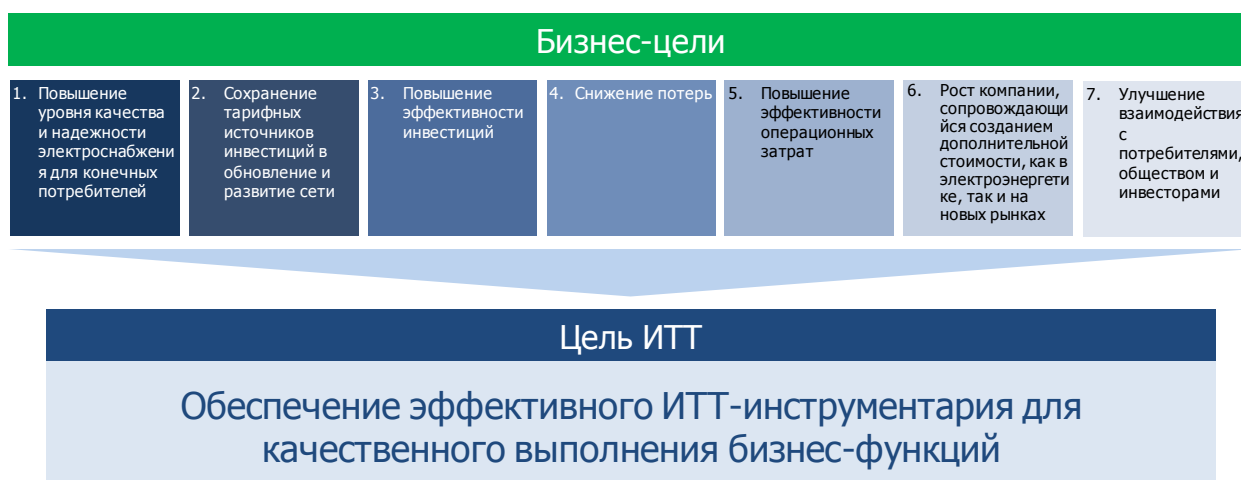 Бизнес-цели
1. Повышение
уровня качества
и надежности
электроснабжени
я для конечных
потребителей
2. Сохранение
тарифных
источников
инвестиций в
обновление и
развитие сети
3. Повышение
эффективности
инвестиций
4. Снижение потерь
5. Повышение
эффективности
операционных
затрат
6. Рост компании,
сопровождающи
йся созданием
дополнительной
стоимости, как в
электроэнергети
ке, так и на
новых рынках
7. Улучшение
взаимодействия
с
потребителями,
обществом и
инвесторами
Цель ИТТ
Обеспечение эффективного ИТТ-инструментария для
качественного выполнения бизнес-функций